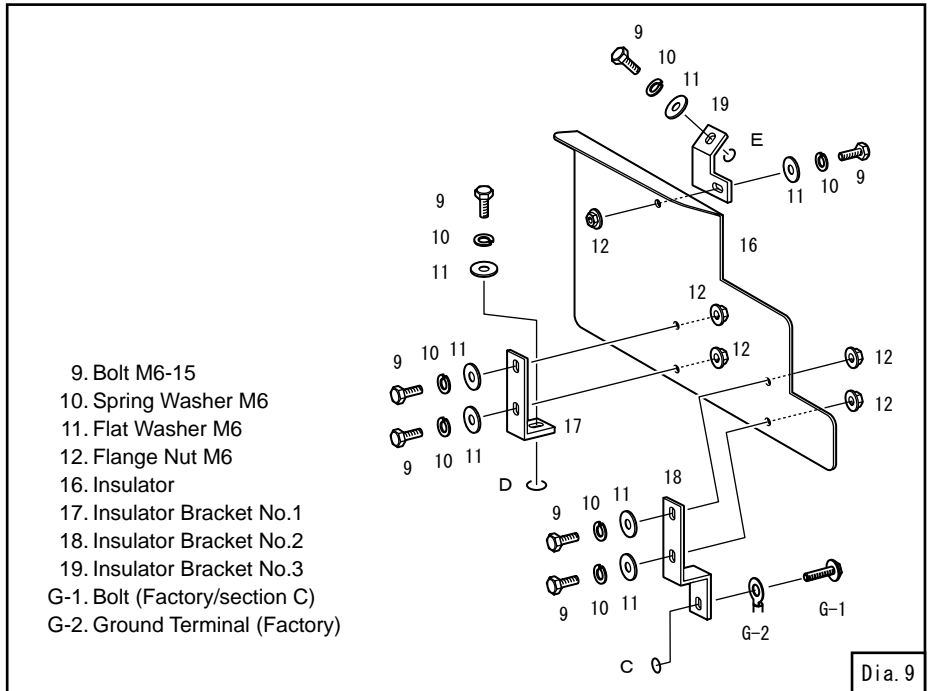 9
10
11
19
E
11
10
9
9
10
11
12
16
12
9
10
11
12
12
12
9
10
11
17
D
18
9
10
11
9
10
11
G-1
G-2
C
9. Bolt M6-15
10. Spring Washer M6
11. Flat Washer M6
12. Flange Nut M6
16. Insulator
17. Insulator Bracket No.1
18. Insulator Bracket No.2
19. Insulator Bracket No.3
G-1. Bolt (Factory/section C)
G-2. Ground Terminal (Factory)
Dia. 9